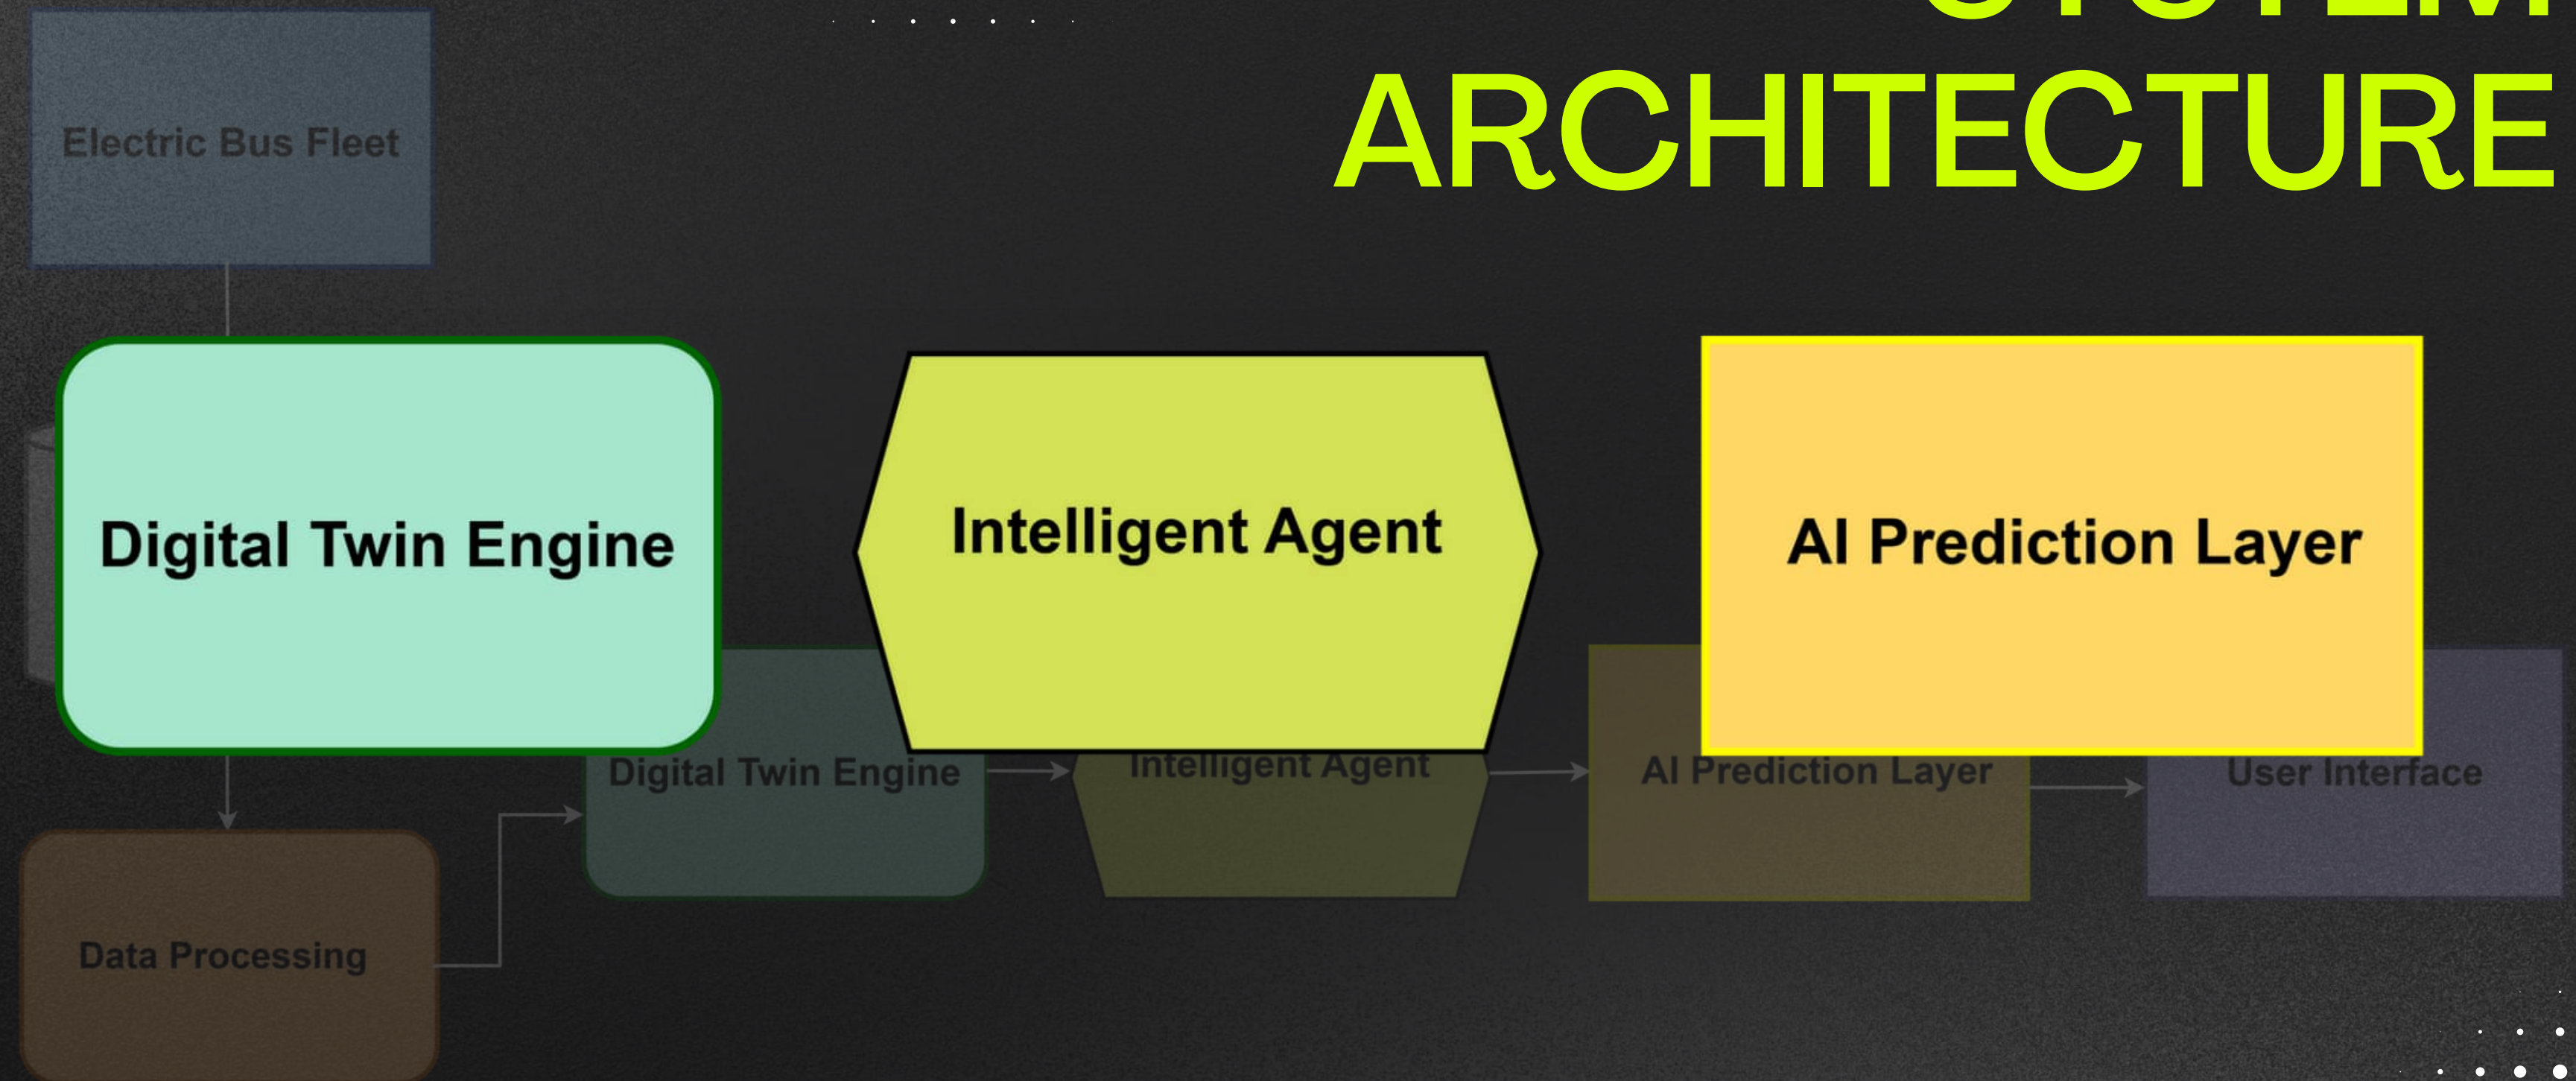 SYSTEM
ARCHITECTURE
Electric Bus Fleet
Digital Twin Engine
Intelligent Agent
AI Prediction Layer
Digital Twin Engine
Intelligent Agent
AI Prediction Layer
User Interface
Data Processing